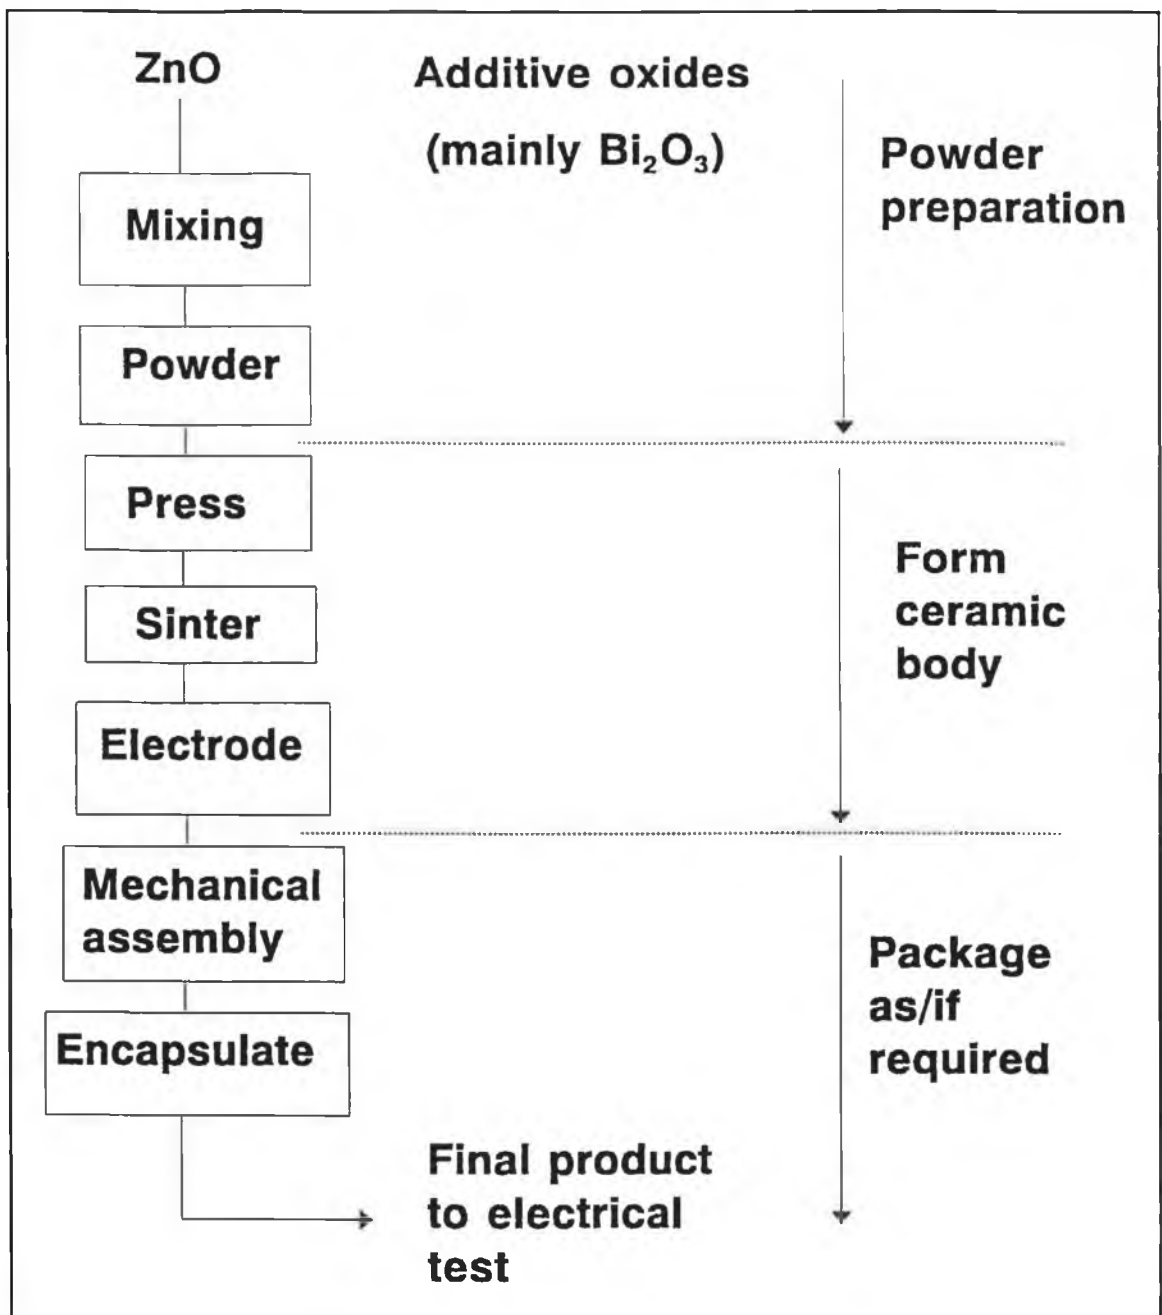 ZnO
Additive oxides
(mainly Bi₂O₃)
Powder
preparation
Mixing
Powder
Press
Form
ceramic
body
Sinter
Electrode
Mechanical
assembly
Package
as/if
required
Encapsulate
Final product
to electrical
test